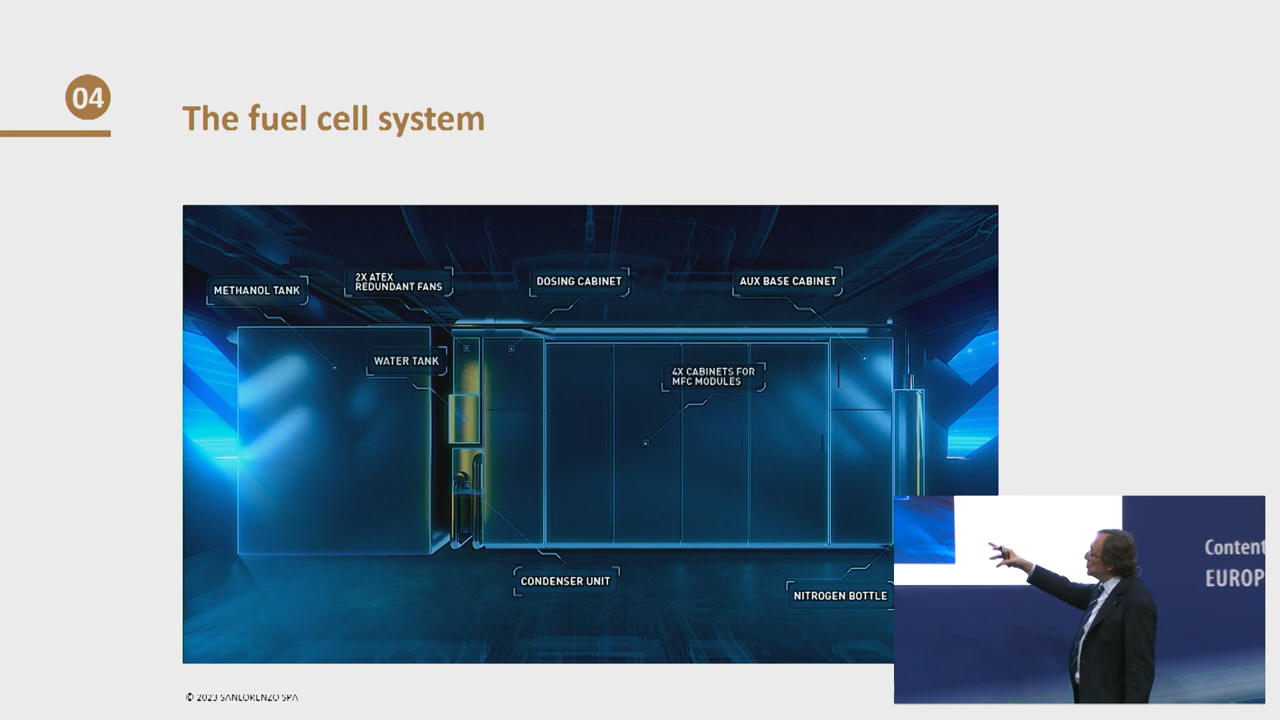 04
The fuel cell system
METHANOL TANK
2X ATEX
REDUNDANT FANS
DOSING CABINET
AUX BASE CABINET
WATER TANK
4X CABINETS FOR
MFC MODULES
CONDENSER UNIT
NITROGEN BOTTLE
Content
EUROP
© 2023 SANLORENZO SPA